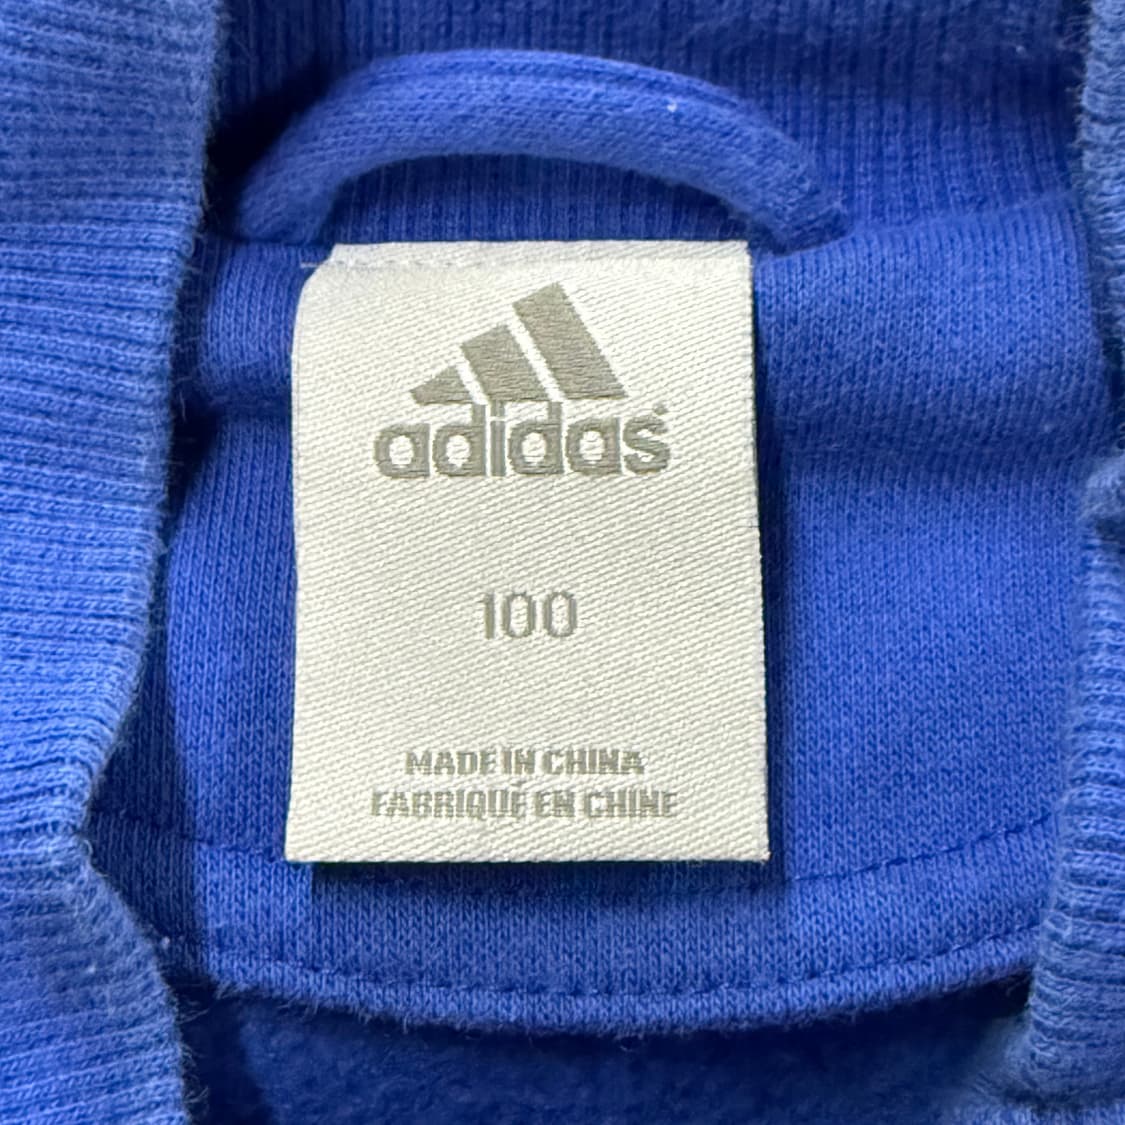 adidas
100
MADE IN CHINA
FABRIQUÉ EN CHINE